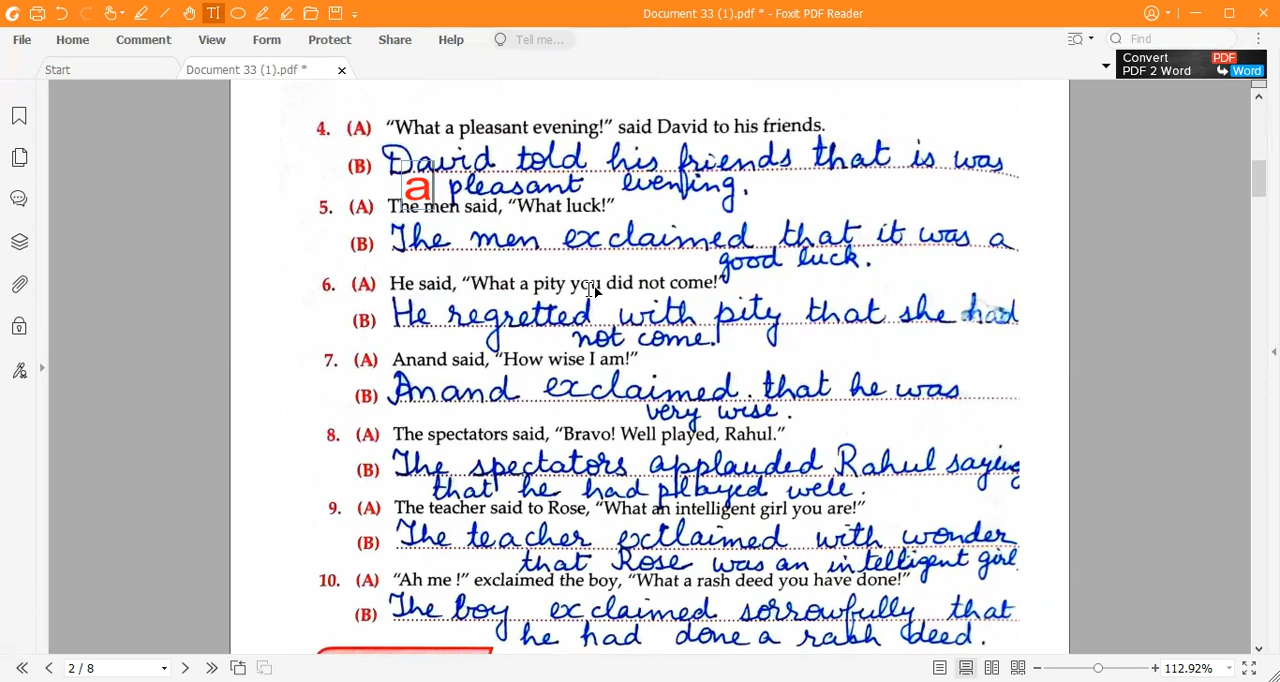 Document 33 (1).pdf * - Foxit PDF Reader
File Home Comment View Form Protect Share Help Tell me... Find
Start Document 33 (1).pdf * Convert PDF 2 Word PDF Word
4. (A) “What a pleasant evening!” said David to his friends.
(B) David told his friends that is was
a pleasant evening.
5. (A) The men said, “What luck!”
(B) The men exclaimed that it was a
good luck.
6. (A) He said, “What a pity you did not come!”
(B) He regretted with pity that she had
not come.
7. (A) Anand said, “How wise I am!”
(B) Anand exclaimed that he was
very wise.
8. (A) The spectators said, “Bravo! Well played, Rahul.”
(B) The spectators applauded Rahul saying
that he had played well.
9. (A) The teacher said to Rose, “What an intelligent girl you are!”
(B) The teacher exclaimed with wonder
that Rose was an intelligent girl
10. (A) “Ah me !” exclaimed the boy, “What a rash deed you have done!”
(B) The boy exclaimed sorrowfully that
he had done a rash deed.
2 / 8 112.92%